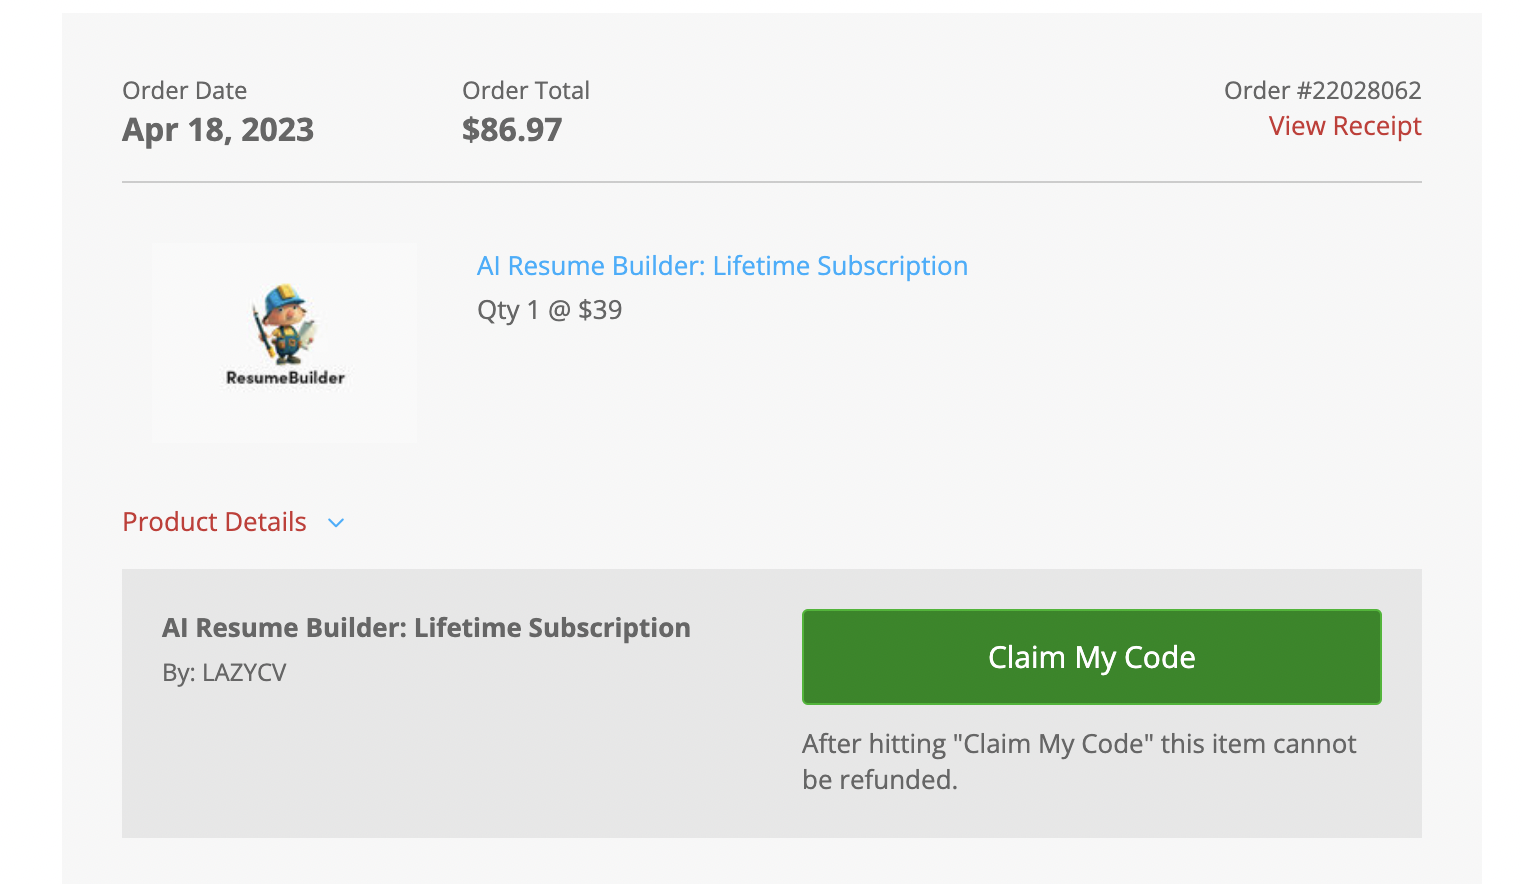 Order Date
Apr 18, 2023
Order Total
$86.97
Order #22028062
View Receipt
ResumeBuilder
AI Resume Builder: Lifetime Subscription
Qty 1 @ $39
Product Details
AI Resume Builder: Lifetime Subscription
By: LAZYCV
Claim My Code
After hitting "Claim My Code" this item cannot
be refunded.